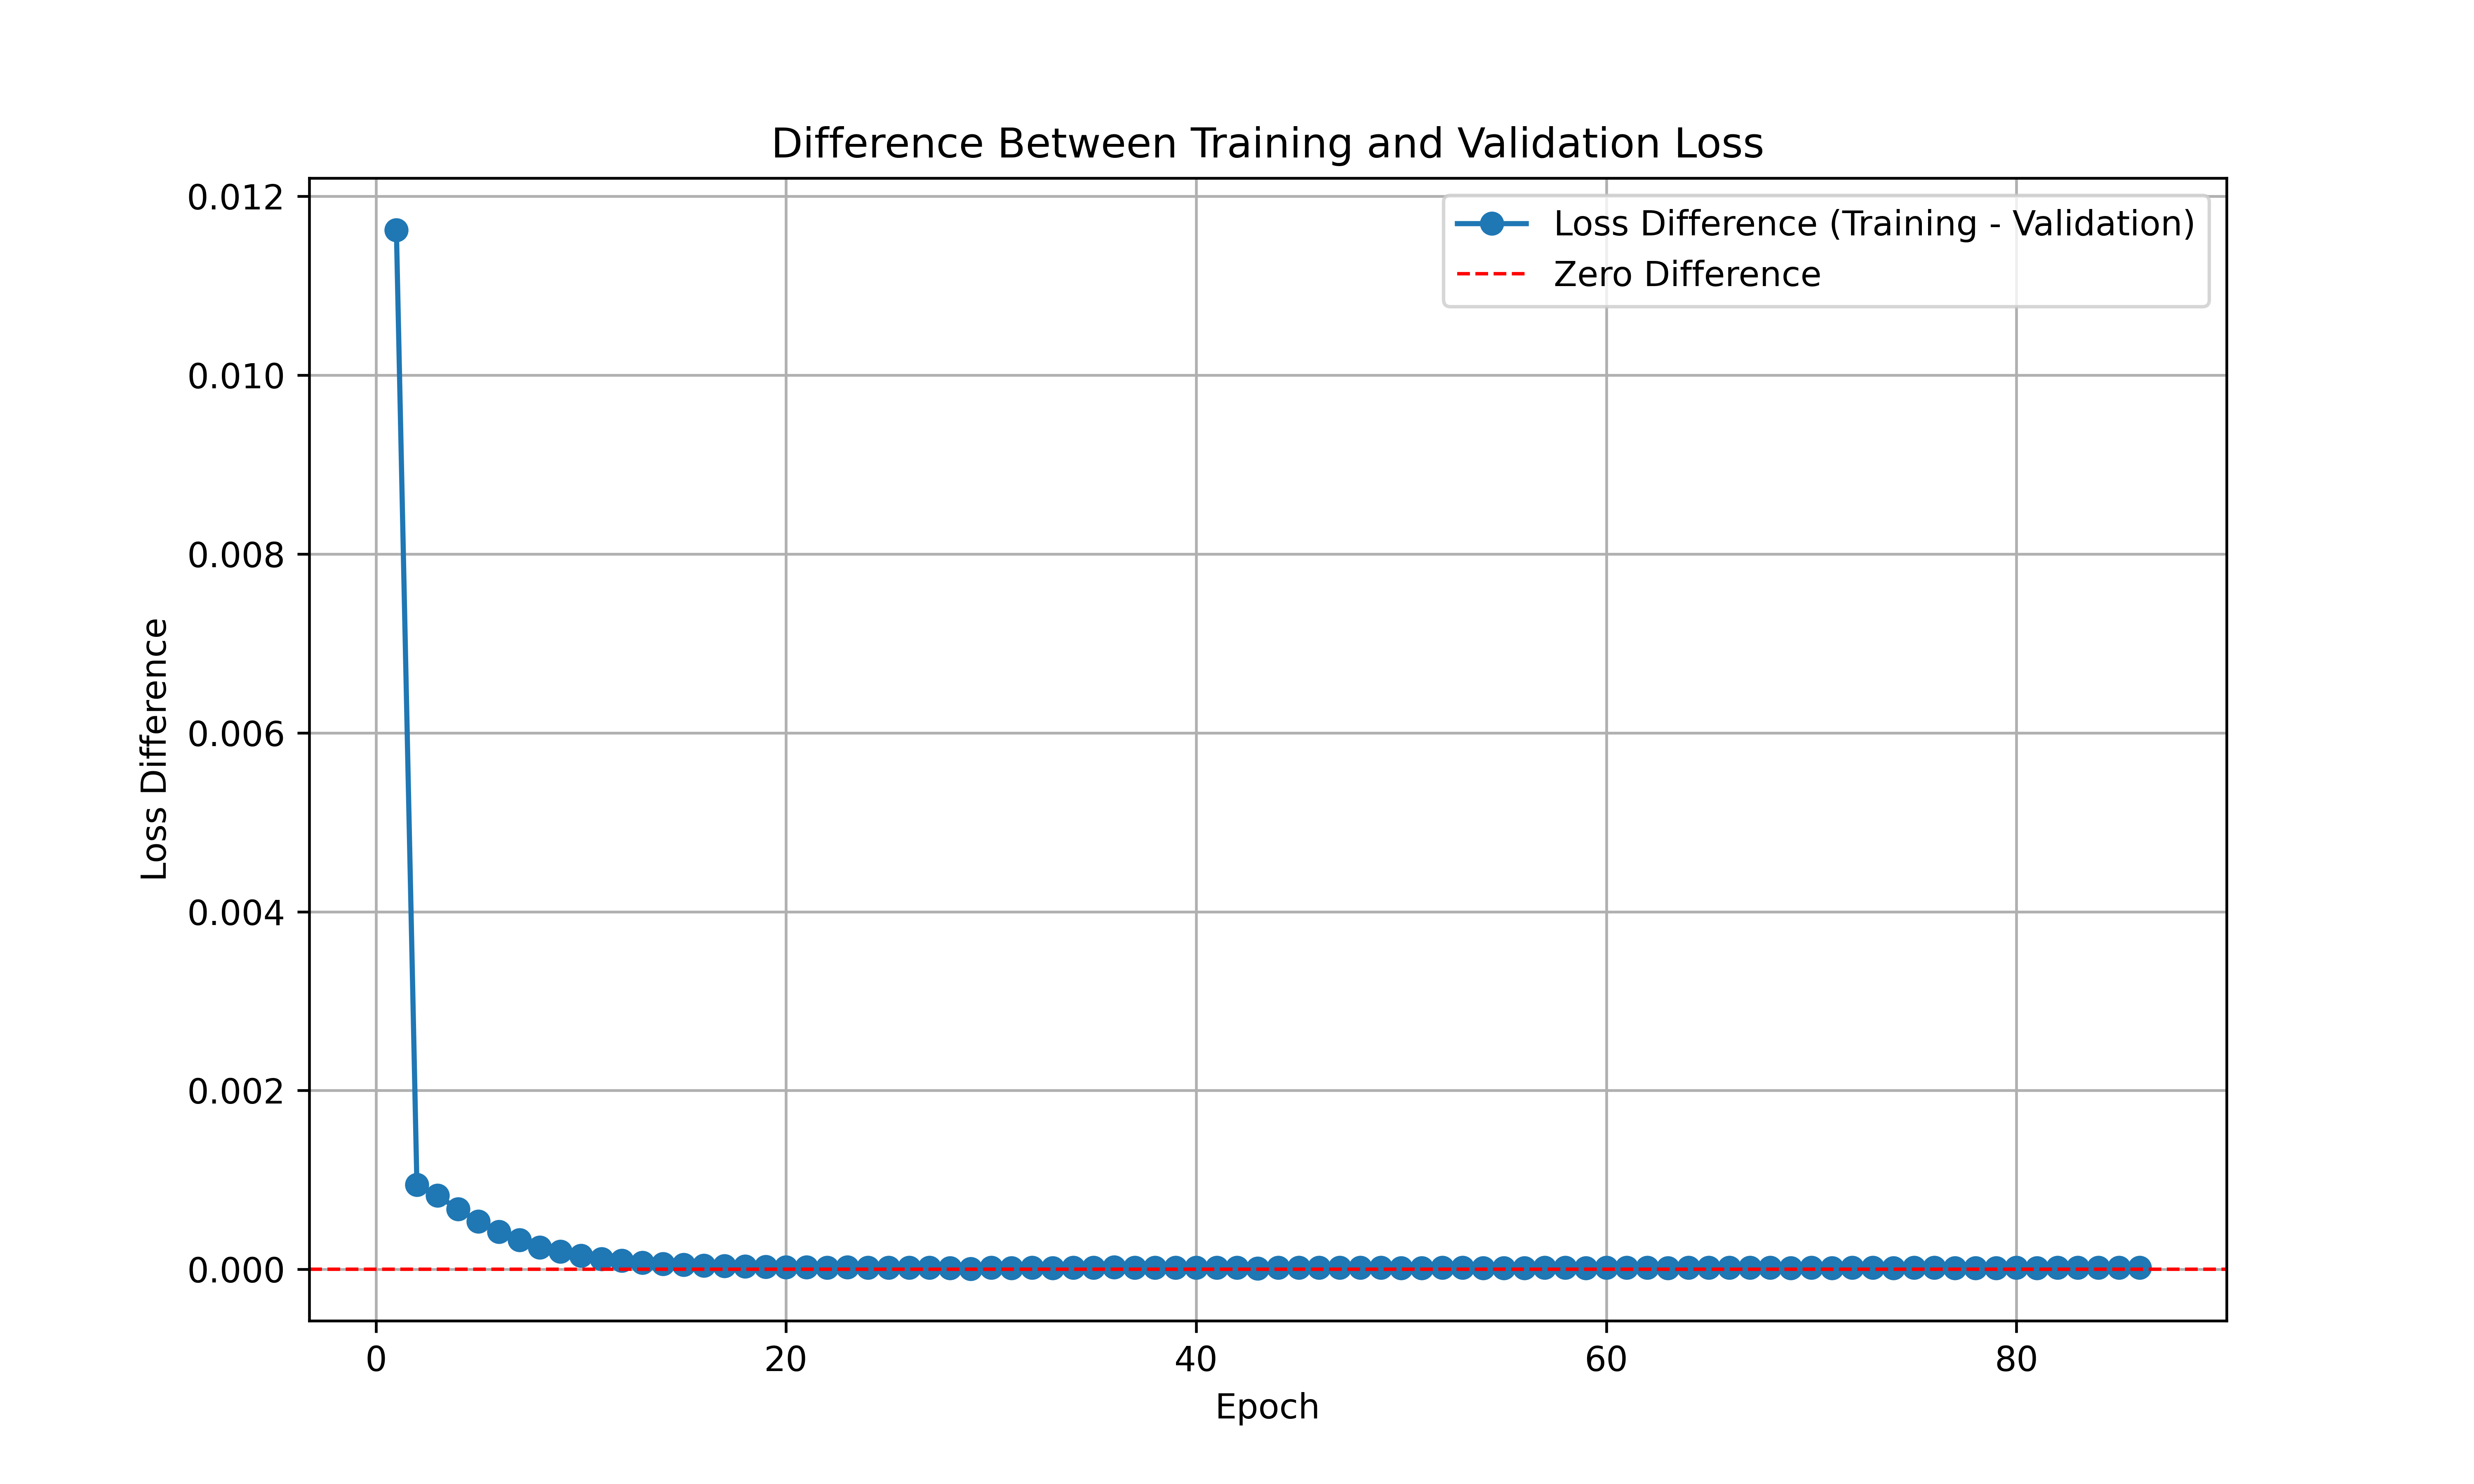 Difference Between Training and Validation Loss
Loss Difference (Training - Validation)
Zero Difference
0.012
0.010
0.008
0.006
0.004
0.002
0.000
Loss Difference
0 20 40 60 80
Epoch